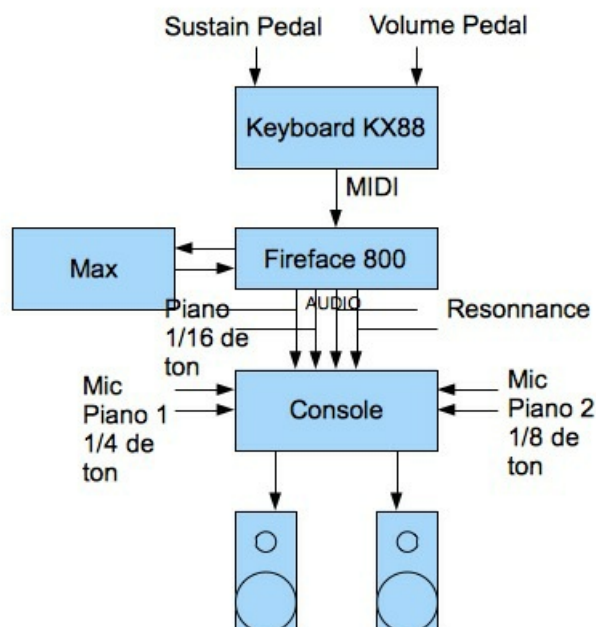 Sustain Pedal
Volume Pedal
Keyboard KX88
MIDI
Max
Fireface 800
AUDIO
Piano
1/16 de
ton
Resonnance
Mic
Piano 1
1/4 de
ton
Console
Mic
Piano 2
1/8 de
ton